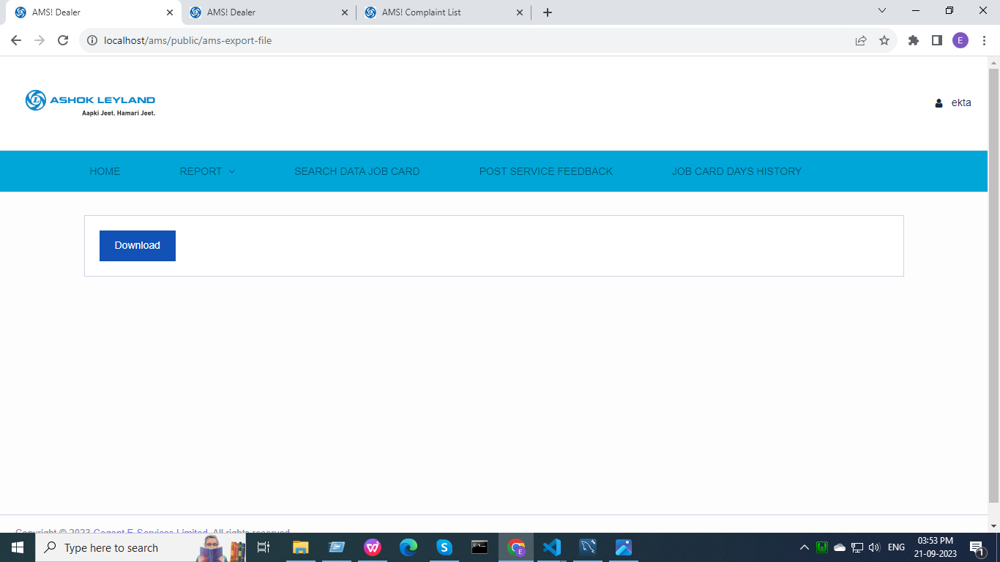 AMS! Dealer
AMS! Dealer
AMS! Complaint List
localhost/ams/public/ams-export-file
E
ASHOK LEYLAND
Aapki Jeet. Hamari Jeet.
ekta
HOME
REPORT
SEARCH DATA JOB CARD
POST SERVICE FEEDBACK
JOB CARD DAYS HISTORY
Download
Copyright © 2023 Cogent E Services Limited. All rights reserved.
Type here to search
ENG
03:53 PM
21-09-2023
1